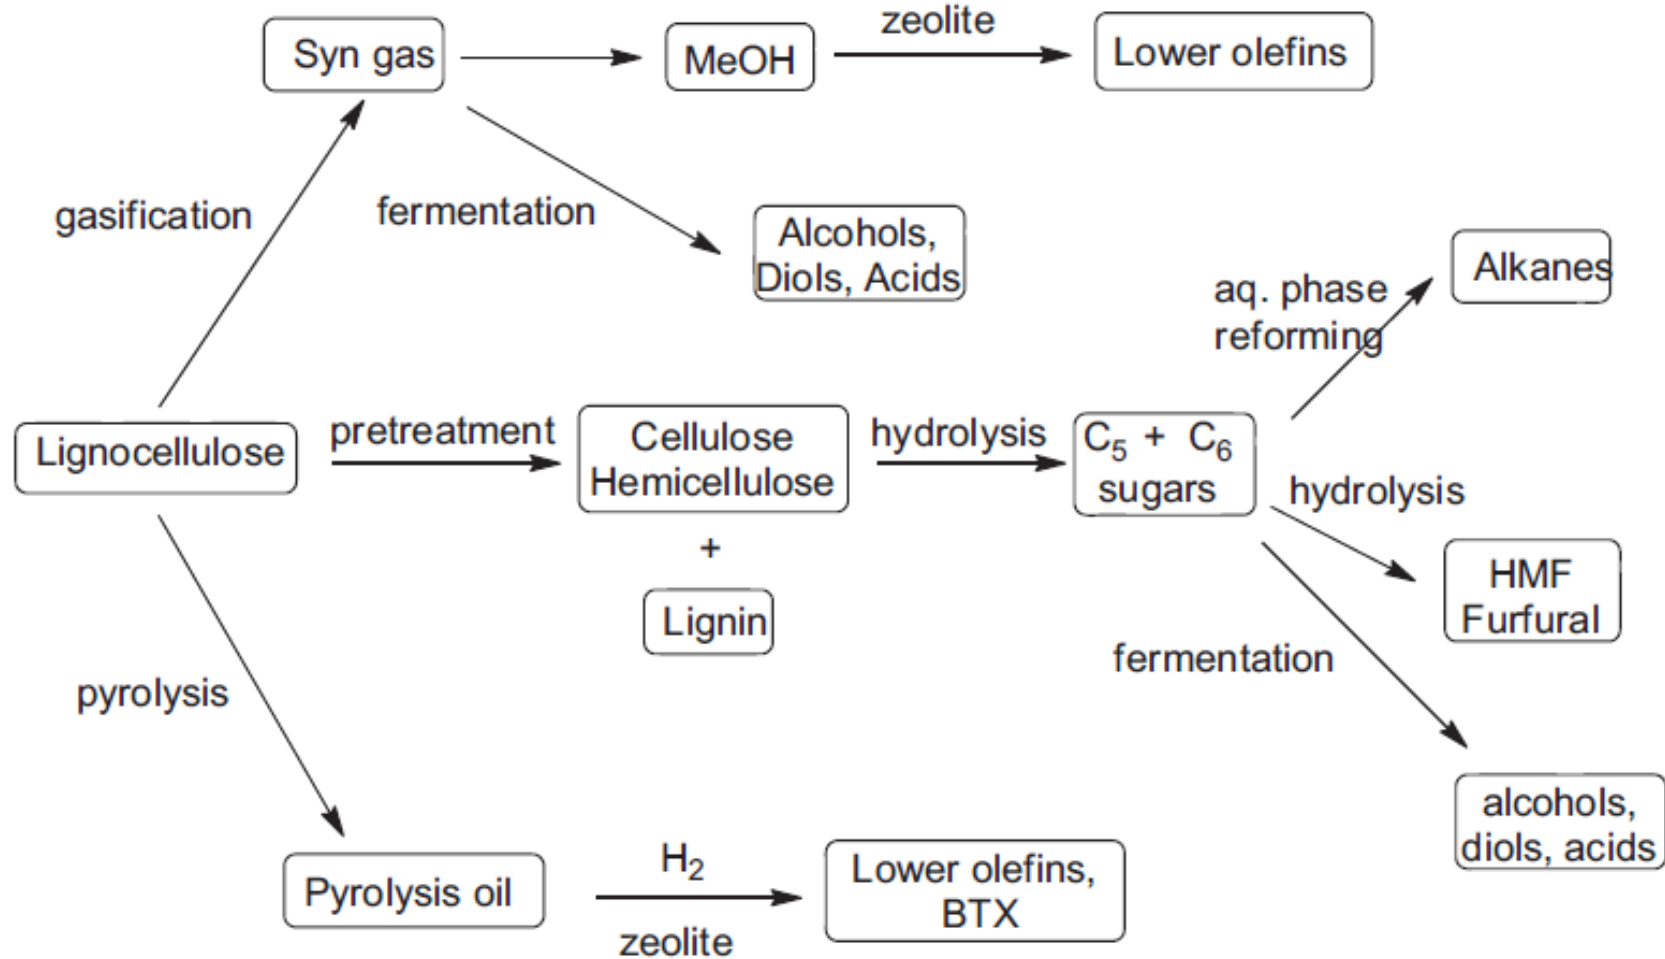 Syn gas
MeOH
zeolite
Lower olefins
gasification
fermentation
Alcohols,
Diols, Acids
aq. phase
reforming
Alkanes
Lignocellulose
pretreatment
Cellulose
Hemicellulose
+
Lignin
hydrolysis
C₅ + C₆
sugars
hydrolysis
HMF
Furfural
fermentation
alcohols,
diols, acids
pyrolysis
Pyrolysis oil
H₂
zeolite
Lower olefins,
BTX